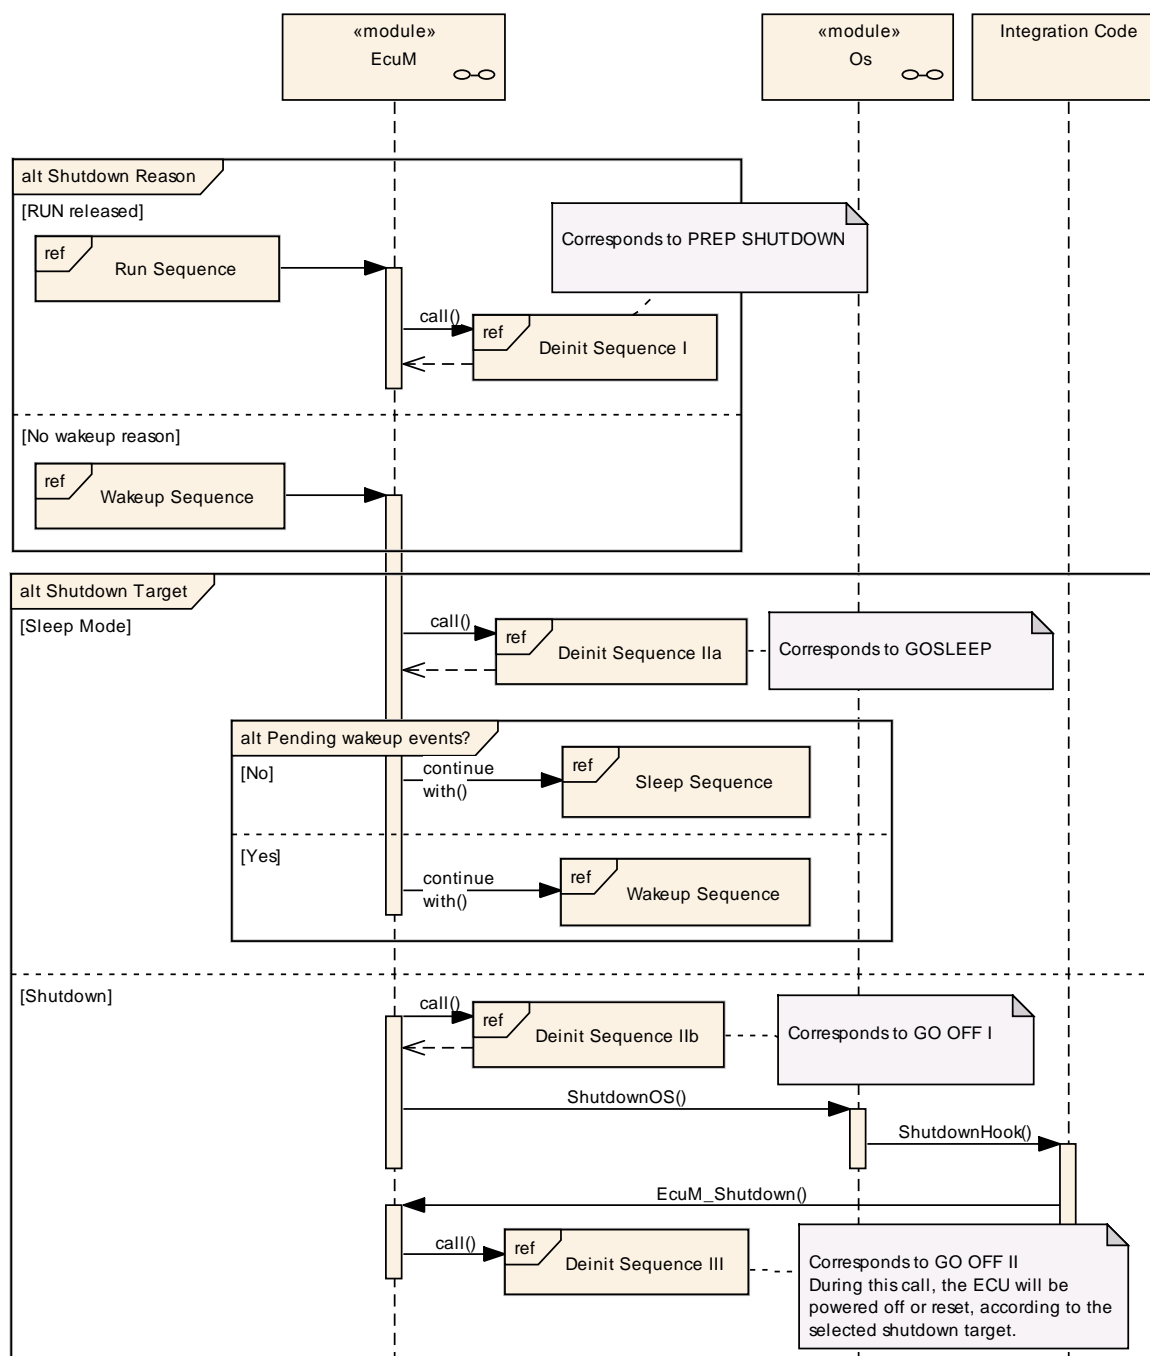 «module»
EcuM
«module»
Os
Integration Code
alt Shutdown Reason
[RUN released]
Corresponds to PREP SHUTDOWN
ref
Run Sequence
call()
ref
Deinit Sequence I
[No wakeup reason]
ref
Wakeup Sequence
alt Shutdown Target
[Sleep Mode]
call()
ref
Deinit Sequence IIa
Corresponds to GOSLEEP
alt Pending wakeup events?
[No]
continue
with()
ref
Sleep Sequence
[Yes]
continue
with()
ref
Wakeup Sequence
[Shutdown]
call()
ref
Deinit Sequence IIb
Corresponds to GO OFF I
ShutdownOS()
ShutdownHook()
EcuM_Shutdown()
call()
ref
Deinit Sequence III
Corresponds to GO OFF II
During this call, the ECU will be
powered off or reset, according to the
selected shutdown target.